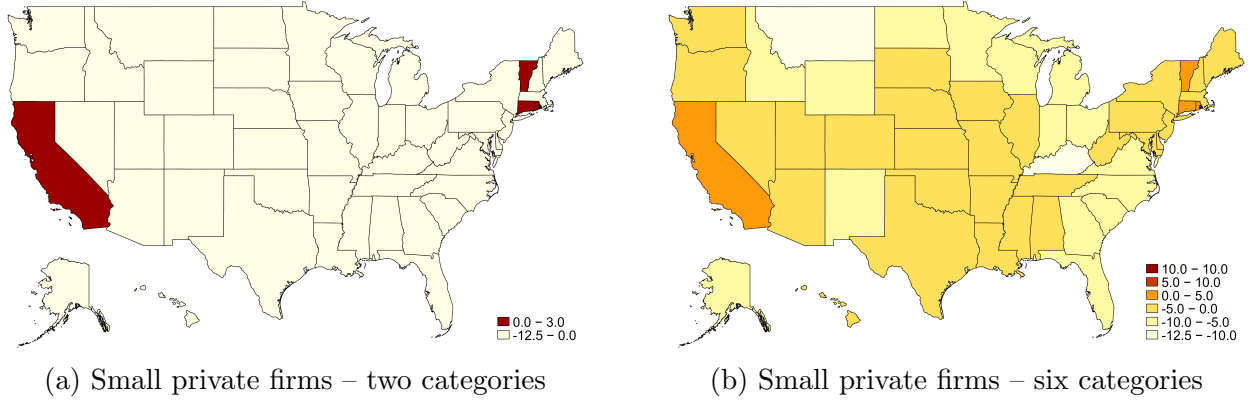 0.0 – 3.0
-12.5 – 0.0
10.0 – 10.0
5.0 – 10.0
0.0 – 5.0
-5.0 – 0.0
-10.0 – -5.0
-12.5 – -10.0
(a) Small private firms – two categories
(b) Small private firms – six categories